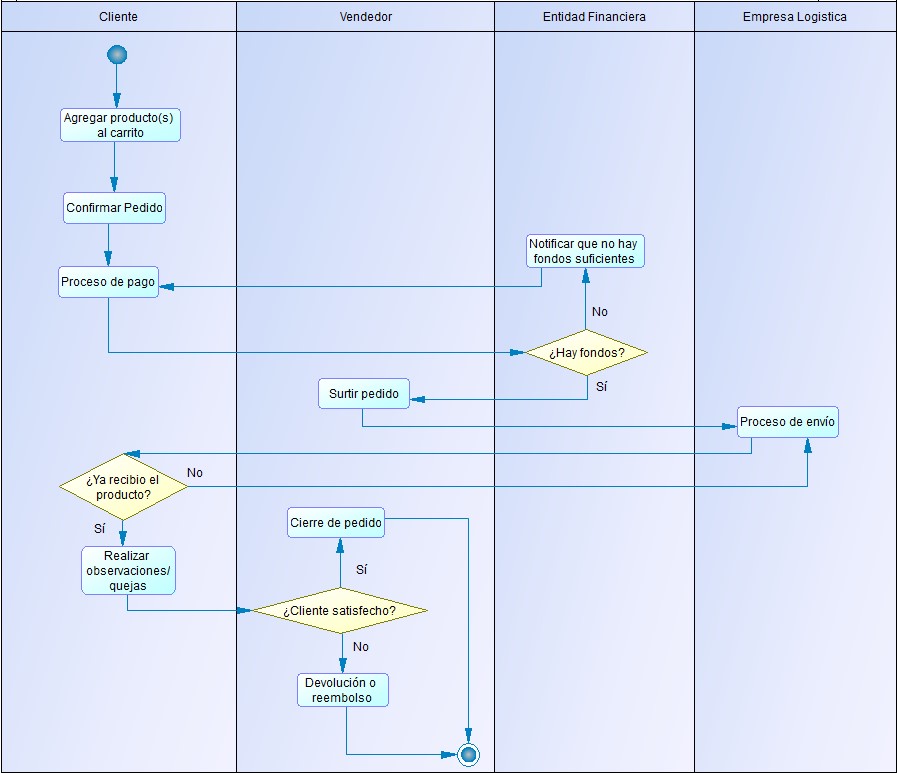 Cliente
Vendedor
Entidad Financiera
Empresa Logistica
Agregar producto(s)
al carrito
Confirmar Pedido
Proceso de pago
Notificar que no hay
fondos suficientes
No
¿Hay fondos?
Sí
Surtir pedido
Proceso de envío
¿Ya recibio el
producto?
No
Sí
Realizar
observaciones/
quejas
Cierre de pedido
Sí
¿Cliente satisfecho?
No
Devolución o
reembolso